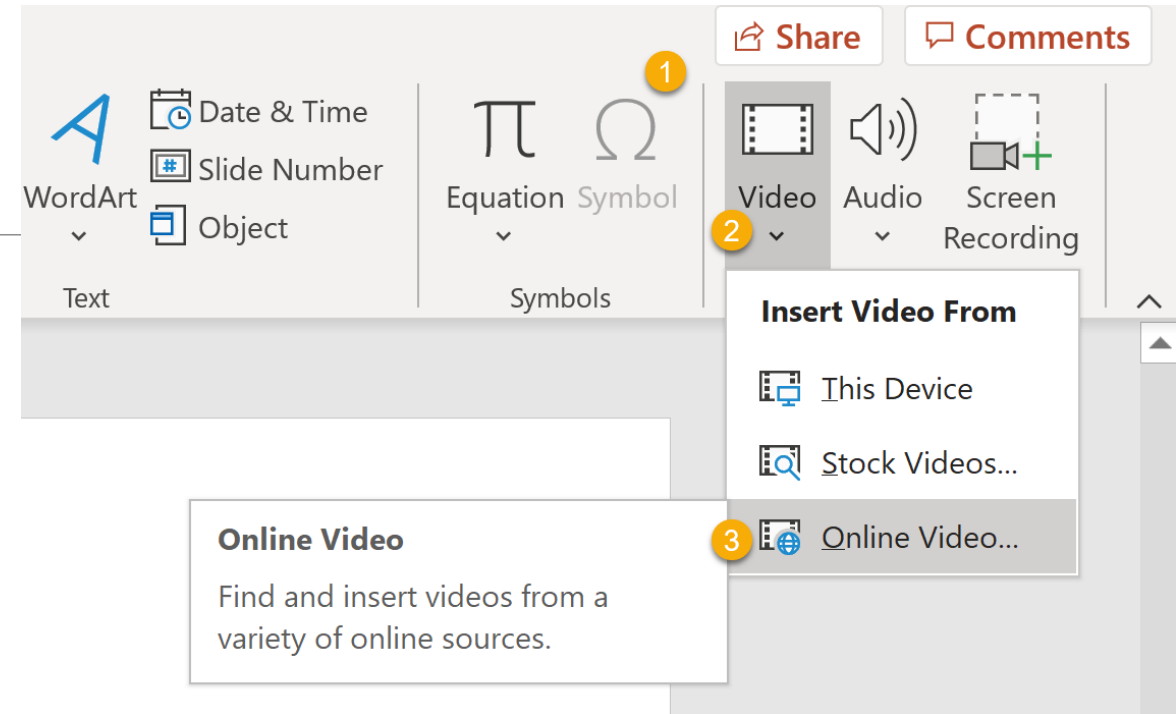 Share
Comments
1
Date & Time
Slide Number
Object
WordArt
Text
π
Ω
Equation
Symbol
Symbols
Video
Audio
Screen
Recording
2
Insert Video From
This Device
Stock Videos...
3
Online Video...
Online Video
Find and insert videos from a
variety of online sources.